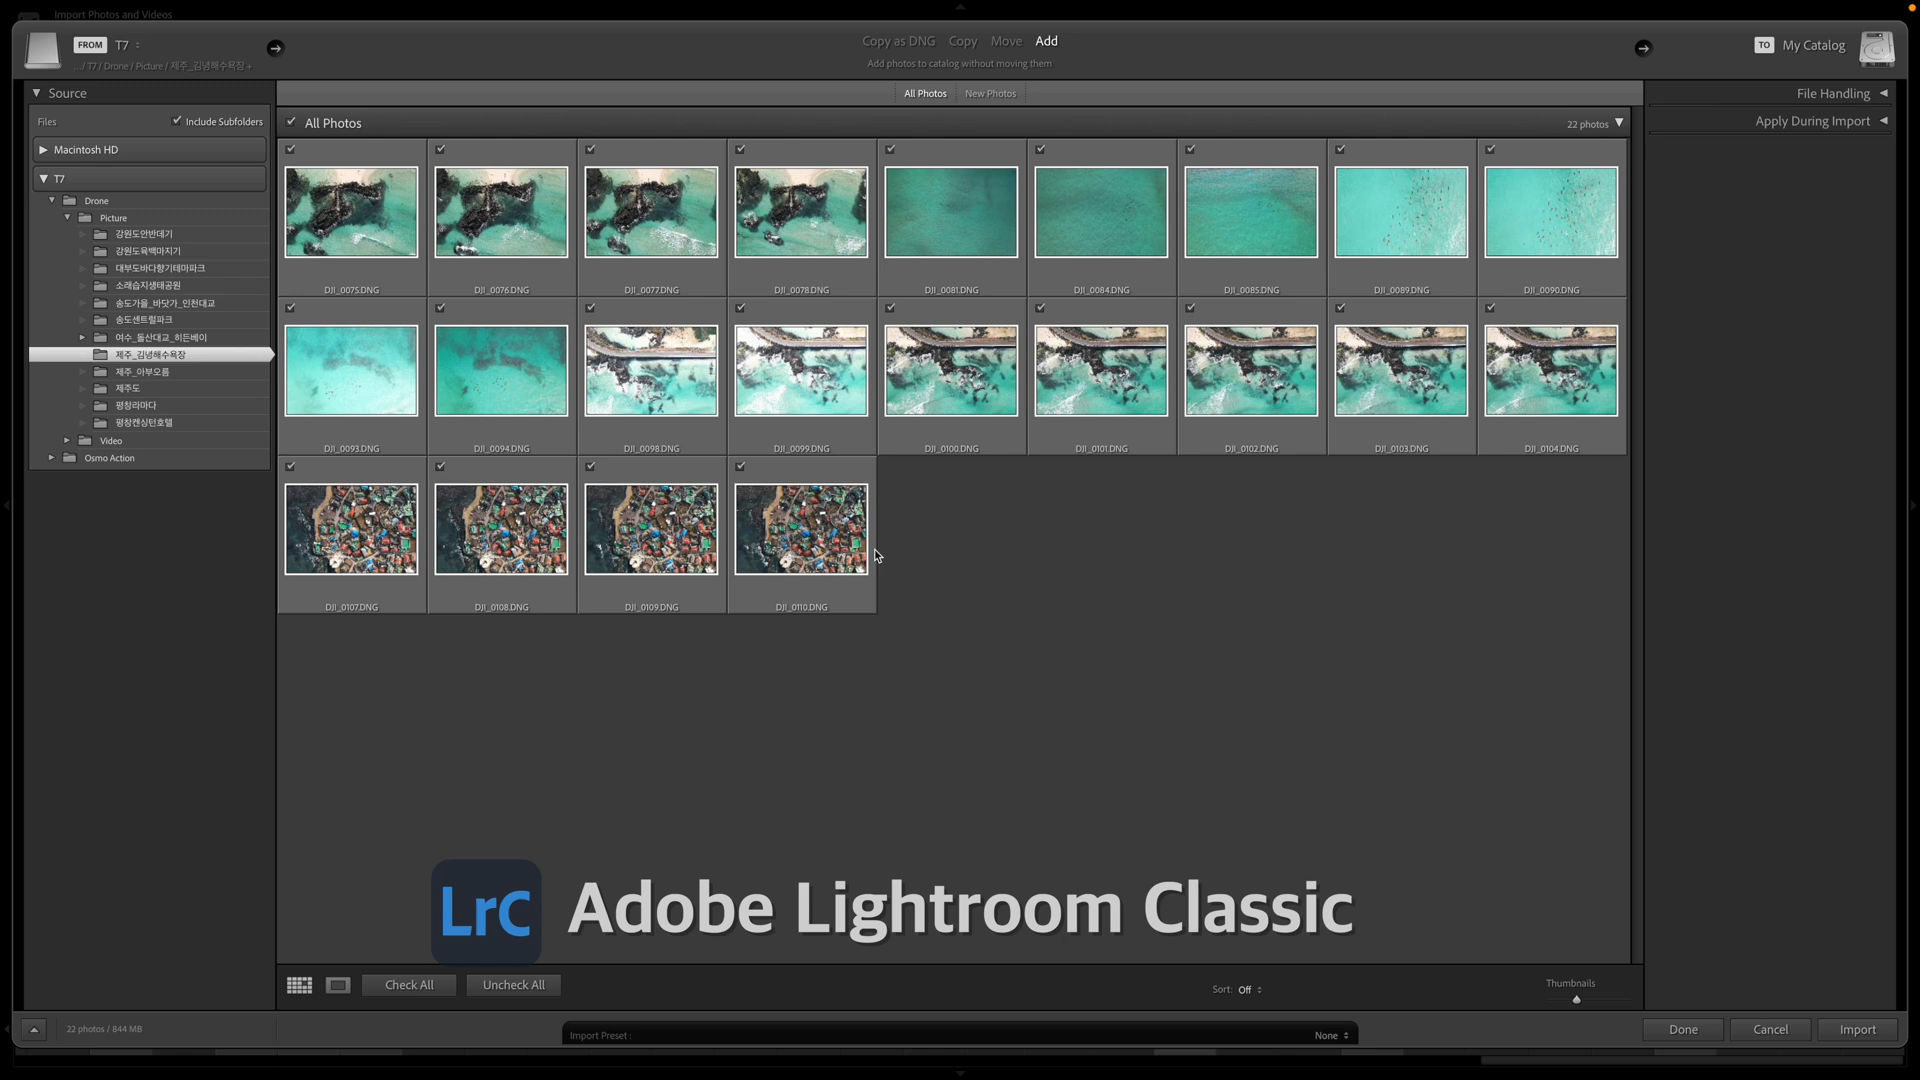 Import Photos and Videos
FROM T7
.../ T7 / Drone / Picture / 제주_김녕해수욕장 +
Copy as DNG Copy Move Add
Add photos to catalog without moving them
TO My Catalog
Source
All Photos New Photos
File Handling
Files Include Subfolders
All Photos
22 photos
Apply During Import
Macintosh HD
T7
Drone
Picture
강원도안반데기
강원도육백마지기
대부도바다향기테마파크
소래습지생태공원
송도가을_바닷가_인천대교
송도센트럴파크
여수_돌산대교_히든베이
제주_김녕해수욕장
제주_아부오름
제주도
평창라마다
평창켄싱턴호텔
Video
Osmo Action
DJI_0075.DNG DJI_0076.DNG DJI_0077.DNG DJI_0078.DNG DJI_0081.DNG DJI_0084.DNG DJI_0085.DNG DJI_0089.DNG DJI_0090.DNG
DJI_0093.DNG DJI_0094.DNG DJI_0098.DNG DJI_0099.DNG DJI_0100.DNG DJI_0101.DNG DJI_0102.DNG DJI_0103.DNG DJI_0104.DNG
DJI_0107.DNG DJI_0108.DNG DJI_0109.DNG DJI_0110.DNG
LrC Adobe Lightroom Classic
Check All Uncheck All
Sort: Off
Thumbnails
22 photos / 844 MB
Import Preset : None
Done Cancel Import